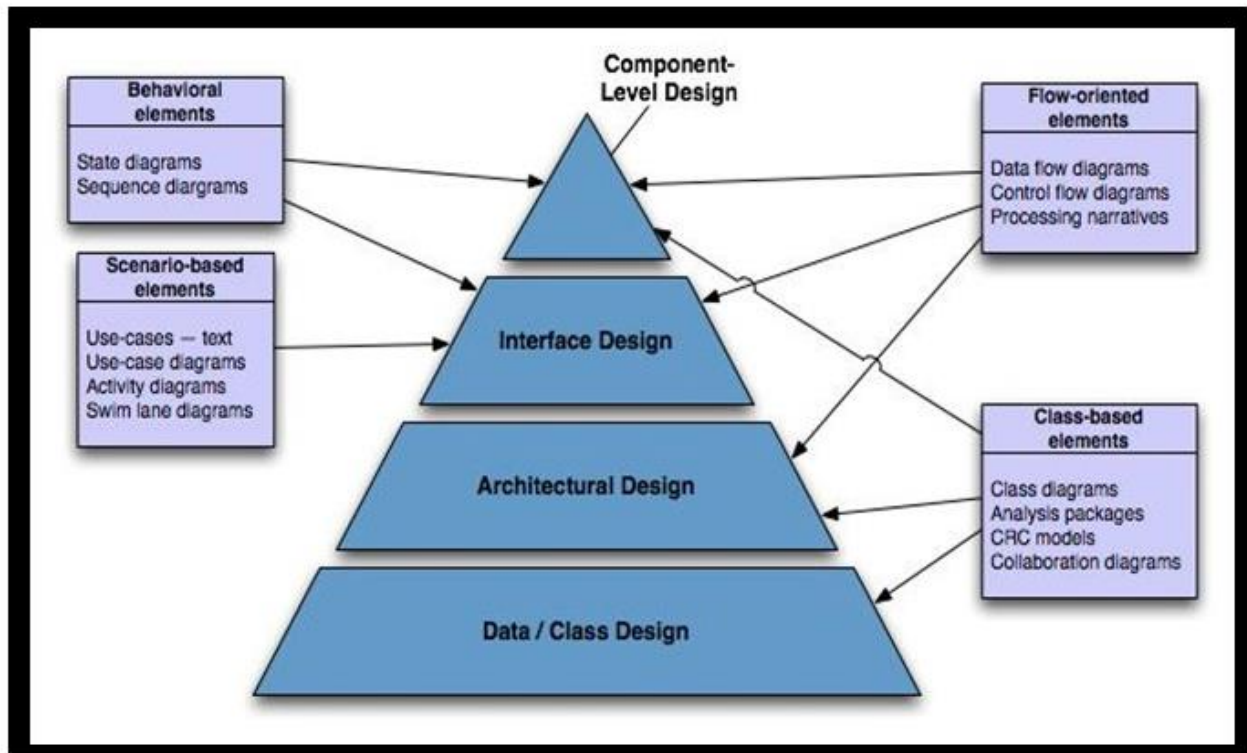 Component-
Level Design
Behavioral
elements
State diagrams
Sequence diargrams
Scenario-based
elements
Use-cases — text
Use-case diagrams
Activity diagrams
Swim lane diagrams
Flow-oriented
elements
Data flow diagrams
Control flow diagrams
Processing narratives
Class-based
elements
Class diagrams
Analysis packages
CRC models
Collaboration diagrams
Interface Design
Architectural Design
Data / Class Design